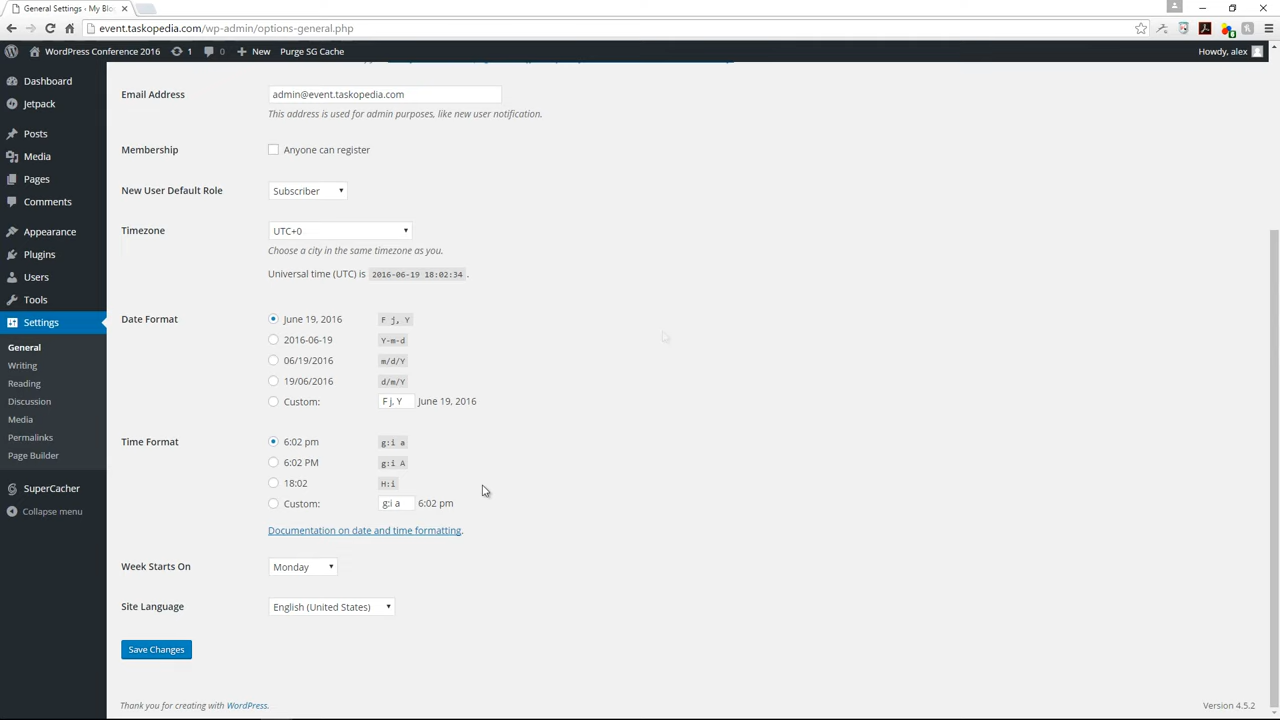 General Settings ‹ My Blo
event.taskopedia.com/wp-admin/options-general.php
WordPress Conference 2016 1 0 New Purge SG Cache Howdy, alex
Dashboard
Jetpack
Posts
Media
Pages
Comments
Appearance
Plugins
Users
Tools
Settings
General
Writing
Reading
Discussion
Media
Permalinks
Page Builder
SuperCacher
Collapse menu
Email Address admin@event.taskopedia.com
This address is used for admin purposes, like new user notification.
Membership Anyone can register
New User Default Role Subscriber
Timezone UTC+0
Choose a city in the same timezone as you.
Universal time (UTC) is 2016-06-19 18:02:34 .
Date Format June 19, 2016 F j, Y
2016-06-19 Y-m-d
06/19/2016 m/d/Y
19/06/2016 d/m/Y
Custom: F j, Y June 19, 2016
Time Format 6:02 pm g:i a
6:02 PM g:i A
18:02 H:i
Custom: g:i a 6:02 pm
Documentation on date and time formatting.
Week Starts On Monday
Site Language English (United States)
Save Changes
Thank you for creating with WordPress. Version 4.5.2